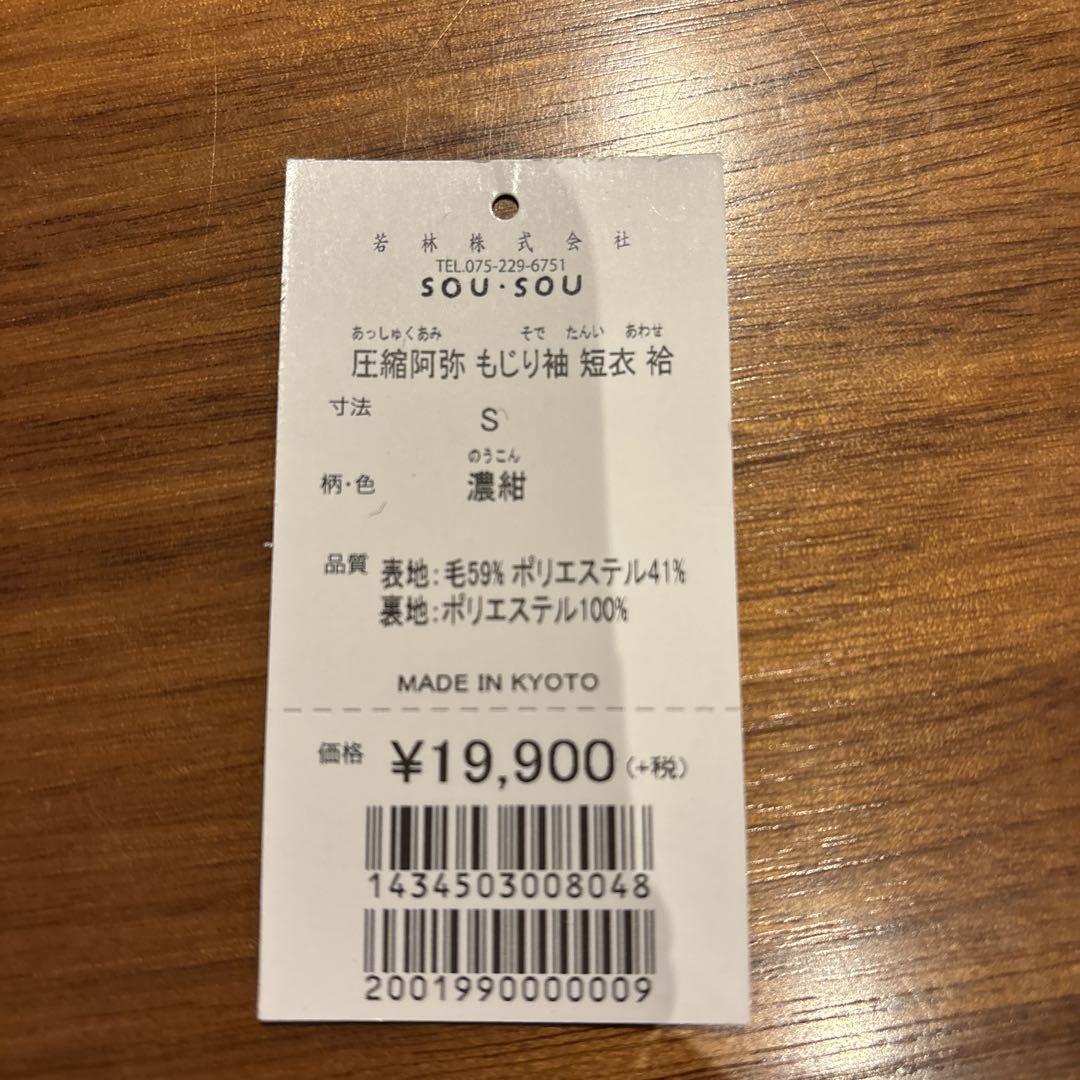 若林株式会社
TEL.075-229-6751
SOU・SOU
あっしゅくあみ そで たんい あわせ
圧縮阿弥 もじり袖 短衣 袷
寸法 S
のうこん
柄・色 濃紺
品質 表地:毛59% ポリエステル41%
裏地:ポリエステル100%
MADE IN KYOTO
価格 ¥19,900 (+税)
1434503008048
2001990000009